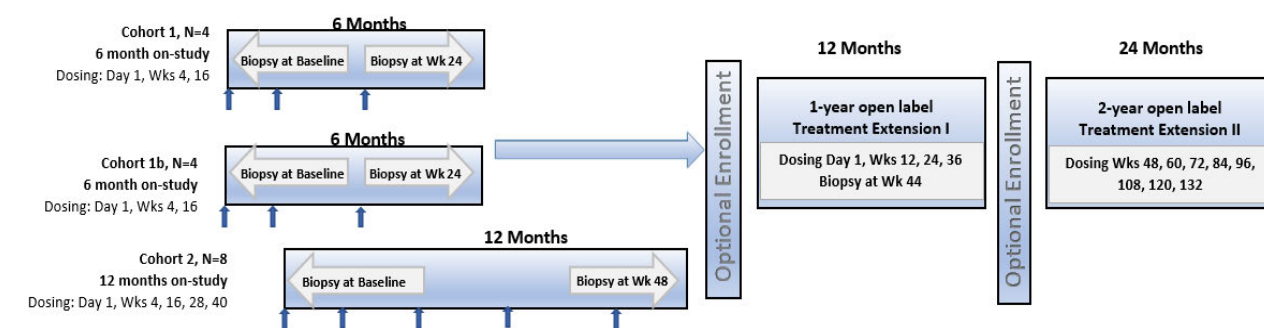 Cohort 1, N=4
6 month on-study
Dosing: Day 1, Wks 4, 16
6 Months
Biopsy at Baseline
Biopsy at Wk 24
Cohort 1b, N=4
6 month on-study
Dosing: Day 1, Wks 4, 16
6 Months
Biopsy at Baseline
Biopsy at Wk 24
Cohort 2, N=8
12 months on-study
Dosing: Day 1, Wks 4, 16, 28, 40
12 Months
Biopsy at Baseline
Biopsy at Wk 48
Optional Enrollment
12 Months
1-year open label
Treatment Extension I
Dosing Day 1, Wks 12, 24, 36
Biopsy at Wk 44
Optional Enrollment
24 Months
2-year open label
Treatment Extension II
Dosing Wks 48, 60, 72, 84, 96,
108, 120, 132